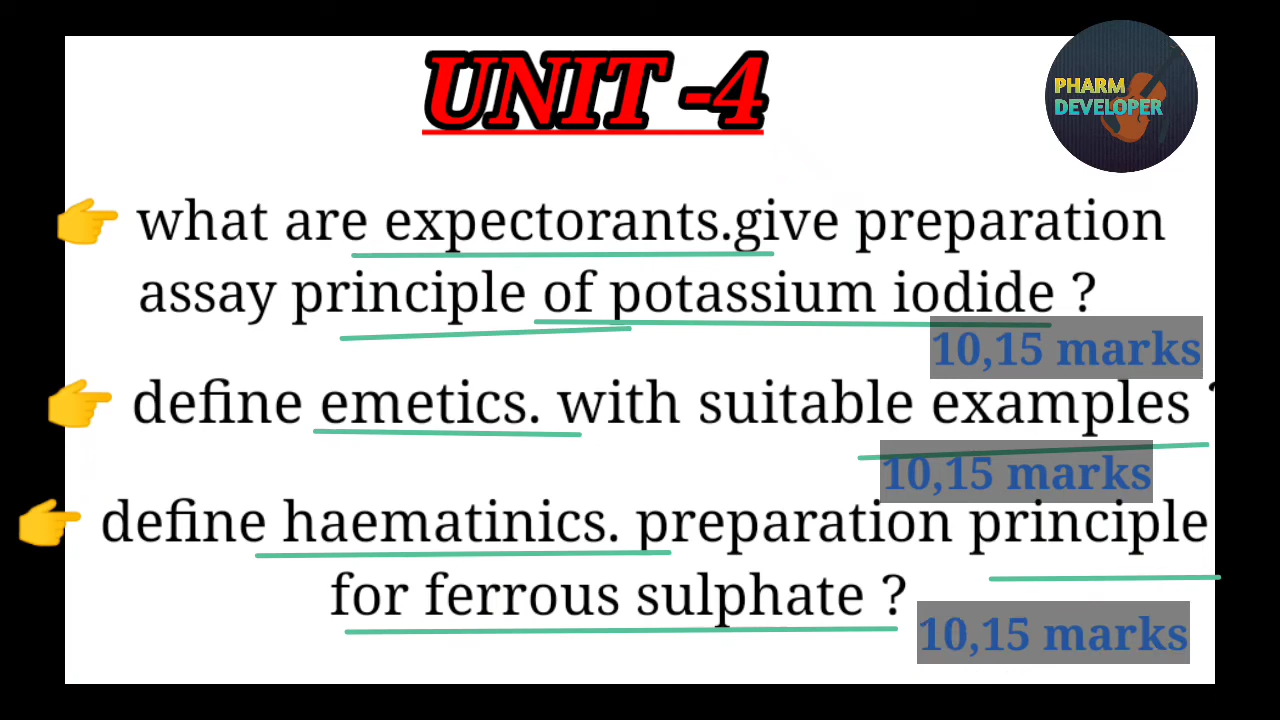 UNIT -4
PHARM
DEVELOPER
👉 what are expectorants.give preparation
assay principle of potassium iodide ?
10,15 marks
👉 define emetics. with suitable examples ?
10,15 marks
👉 define haematinics. preparation principle
for ferrous sulphate ?
10,15 marks